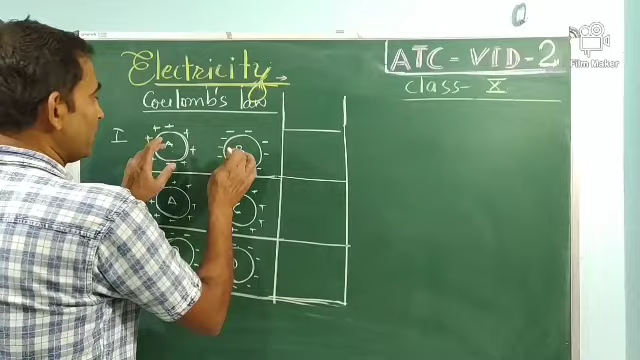 Electricity
ATC - VID-2
class- X
Coulomb's law
Film Maker
I
A
B
A
C
D